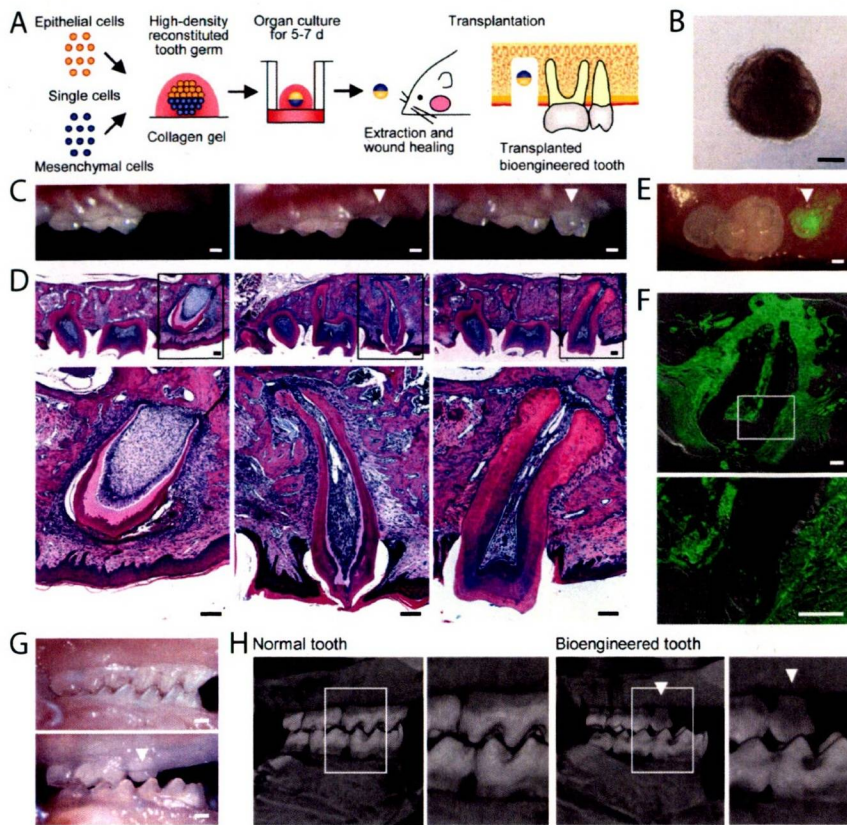 A
Epithelial cells
Single cells
Mesenchymal cells
High-density
reconstituted
tooth germ
Collagen gel
Organ culture
for 5-7 d
Transplantation
Extraction and
wound healing
Transplanted
bioengineered tooth
B
C
D
E
F
G
H
Normal tooth
Bioengineered tooth